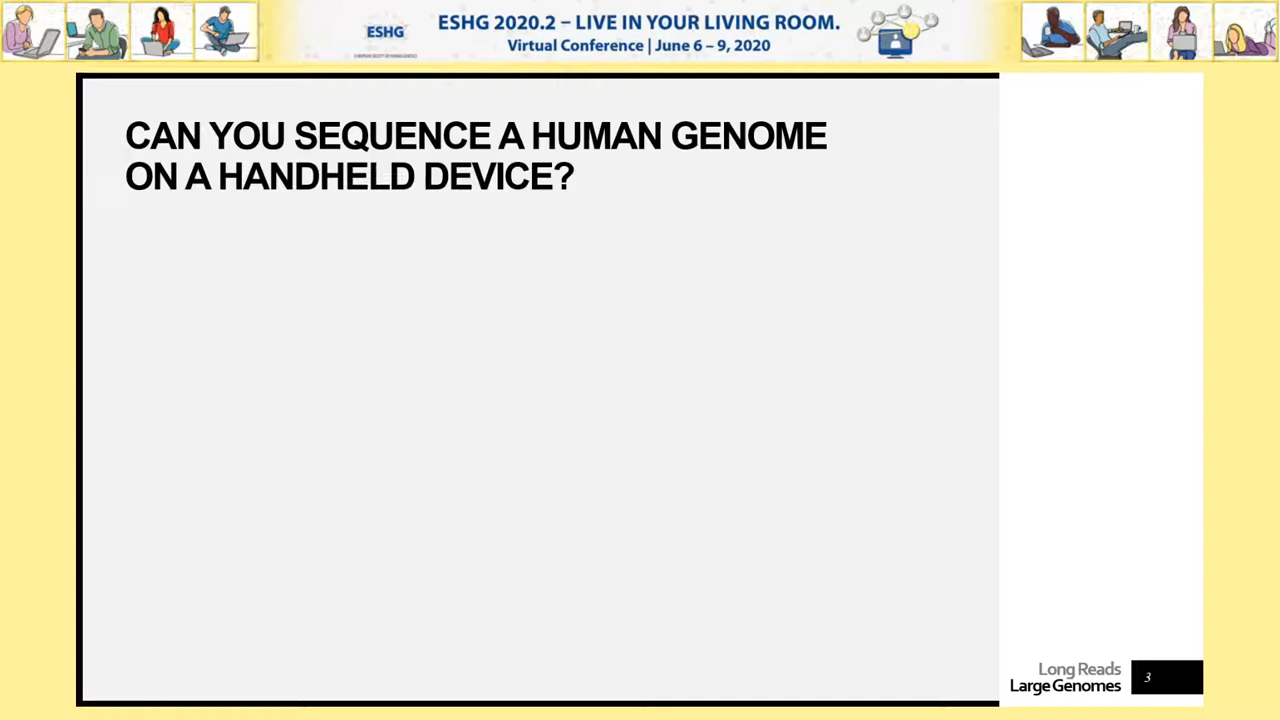 ESHG
ESHG 2020.2 – LIVE IN YOUR LIVING ROOM.
Virtual Conference | June 6 – 9, 2020
CAN YOU SEQUENCE A HUMAN GENOME
ON A HANDHELD DEVICE?
Long Reads
Large Genomes
3